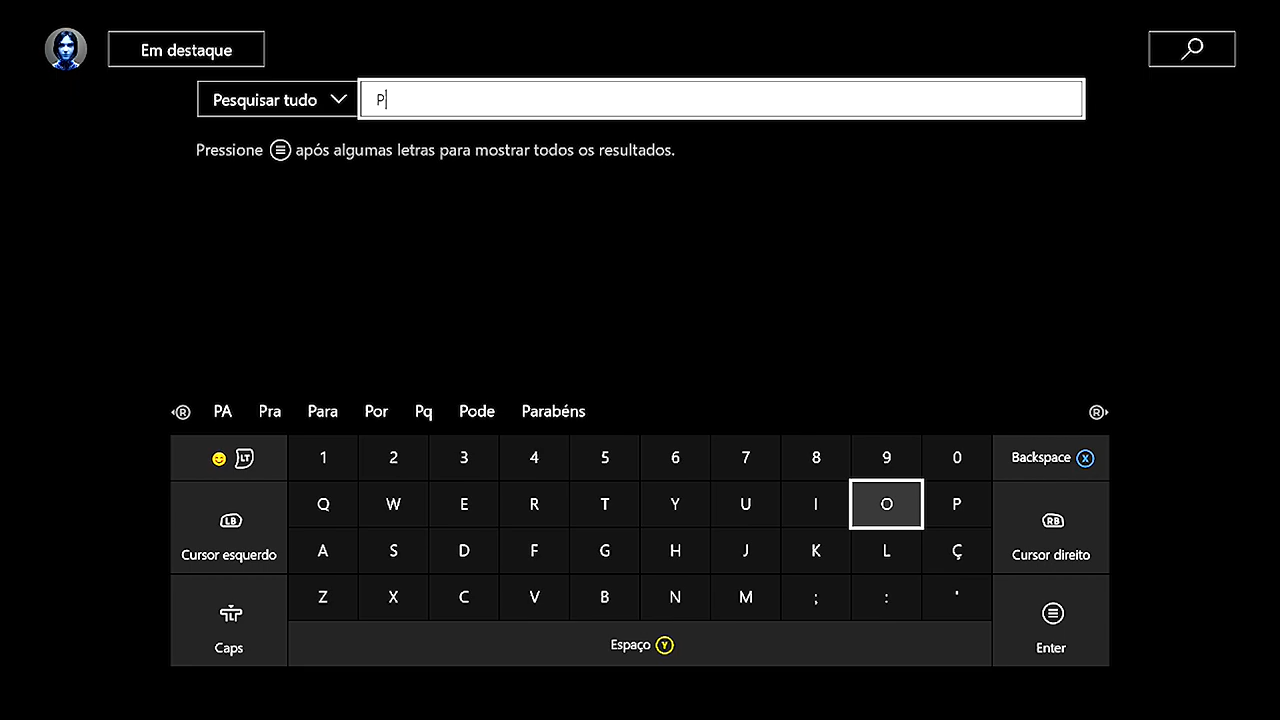 Em destaque
Pesquisar tudo P
Pressione ☰ após algumas letras para mostrar todos os resultados.
R PA Pra Para Por Pq Pode Parabéns R
LT 1 2 3 4 5 6 7 8 9 0 Backspace X
Q W E R T Y U I O P
LB RB
A S D F G H J K L Ç
Cursor esquerdo Cursor direito
Z X C V B N M ; : '
LT
Caps Espaço Y Enter